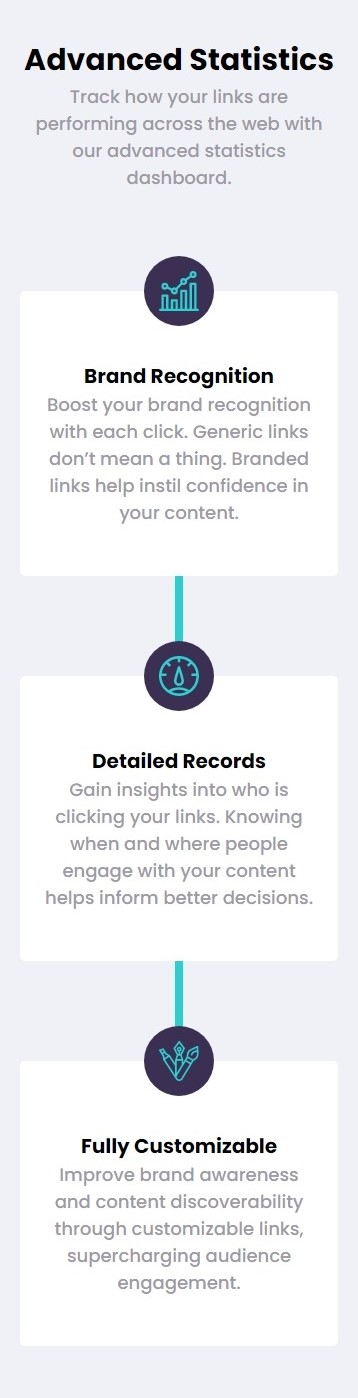 Advanced Statistics
Track how your links are
performing across the web with
our advanced statistics
dashboard.
Brand Recognition
Boost your brand recognition
with each click. Generic links
don’t mean a thing. Branded
links help instil confidence in
your content.
Detailed Records
Gain insights into who is
clicking your links. Knowing
when and where people
engage with your content
helps inform better decisions.
Fully Customizable
Improve brand awareness
and content discoverability
through customizable links,
supercharging audience
engagement.